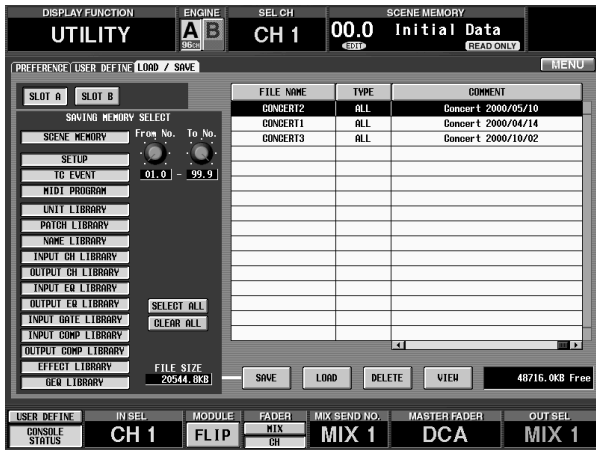 DISPLAY FUNCTION ENGINE SEL CH SCENE MEMORY
UTILITY A B CH 1 00.0 Initial Data
96CH EDIT READ ONLY
PREFERENCE USER DEFINE LOAD / SAVE MENU
SLOT A SLOT B
SAVING MEMORY SELECT
SCENE MEMORY From No. To No.
SETUP
TC EVENT 01.0 - 99.9
MIDI PROGRAM
UNIT LIBRARY
PATCH LIBRARY
NAME LIBRARY
INPUT CH LIBRARY
OUTPUT CH LIBRARY
INPUT EQ LIBRARY
OUTPUT EQ LIBRARY SELECT ALL
INPUT GATE LIBRARY CLEAR ALL
INPUT COMP LIBRARY
OUTPUT COMP LIBRARY
EFFECT LIBRARY FILE SIZE
GEQ LIBRARY 20544.8KB
FILE NAME TYPE COMMENT
CONCERT2 ALL Concert 2000/05/10
CONCERT1 ALL Concert 2000/04/14
CONCERT3 ALL Concert 2000/10/02
SAVE LOAD DELETE VIEW 48716.0KB Free
USER DEFINE IN SEL MODULE FADER MIX SEND NO. MASTER FADER OUT SEL
CONSOLE STATUS CH 1 FLIP MIX CH MIX 1 DCA MIX 1